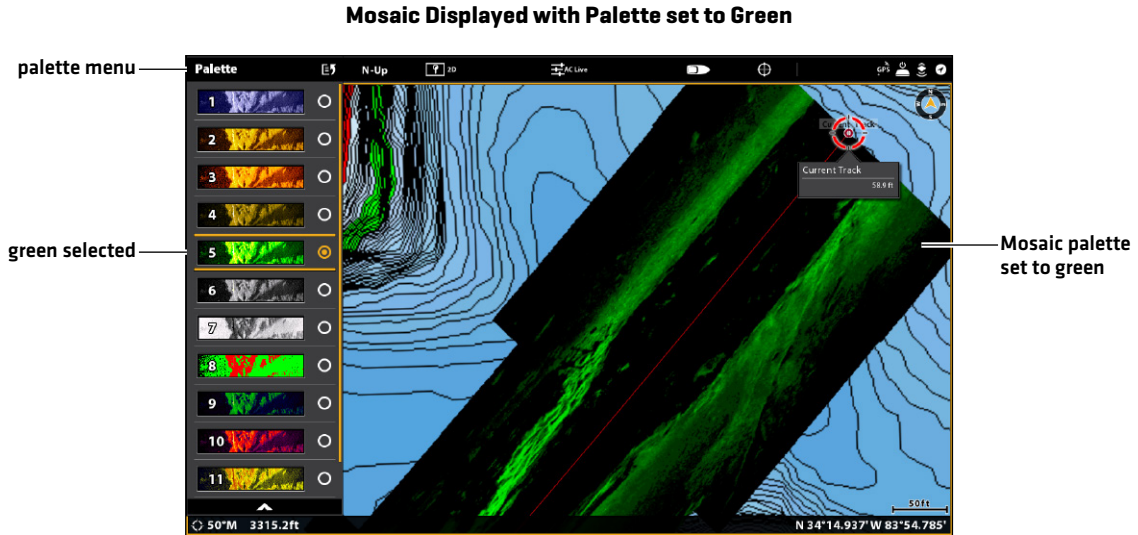 Mosaic Displayed with Palette set to Green
palette menu
Palette
N-Up
2D
AC Live
GPS
1
2
3
4
green selected
5
6
7
8
9
10
11
N
S
Current Track
58.9 ft
Mosaic palette
set to green
50ft
50°M 3315.2ft
N 34°14.937' W 83°54.785'